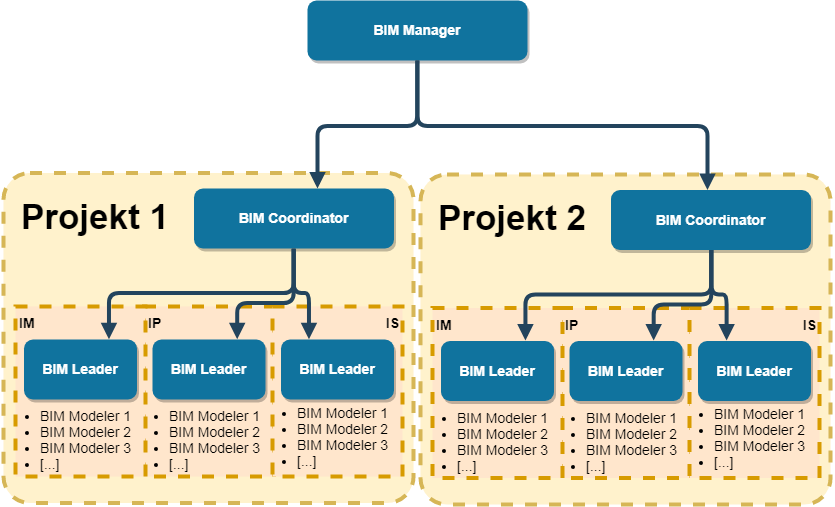 BIM Manager
Projekt 1
BIM Coordinator
IM
BIM Leader
• BIM Modeler 1
• BIM Modeler 2
• BIM Modeler 3
• [...]
IP
BIM Leader
• BIM Modeler 1
• BIM Modeler 2
• BIM Modeler 3
• [...]
IS
BIM Leader
• BIM Modeler 1
• BIM Modeler 2
• BIM Modeler 3
• [...]
Projekt 2
BIM Coordinator
IM
BIM Leader
• BIM Modeler 1
• BIM Modeler 2
• BIM Modeler 3
• [...]
IP
BIM Leader
• BIM Modeler 1
• BIM Modeler 2
• BIM Modeler 3
• [...]
IS
BIM Leader
• BIM Modeler 1
• BIM Modeler 2
• BIM Modeler 3
• [...]